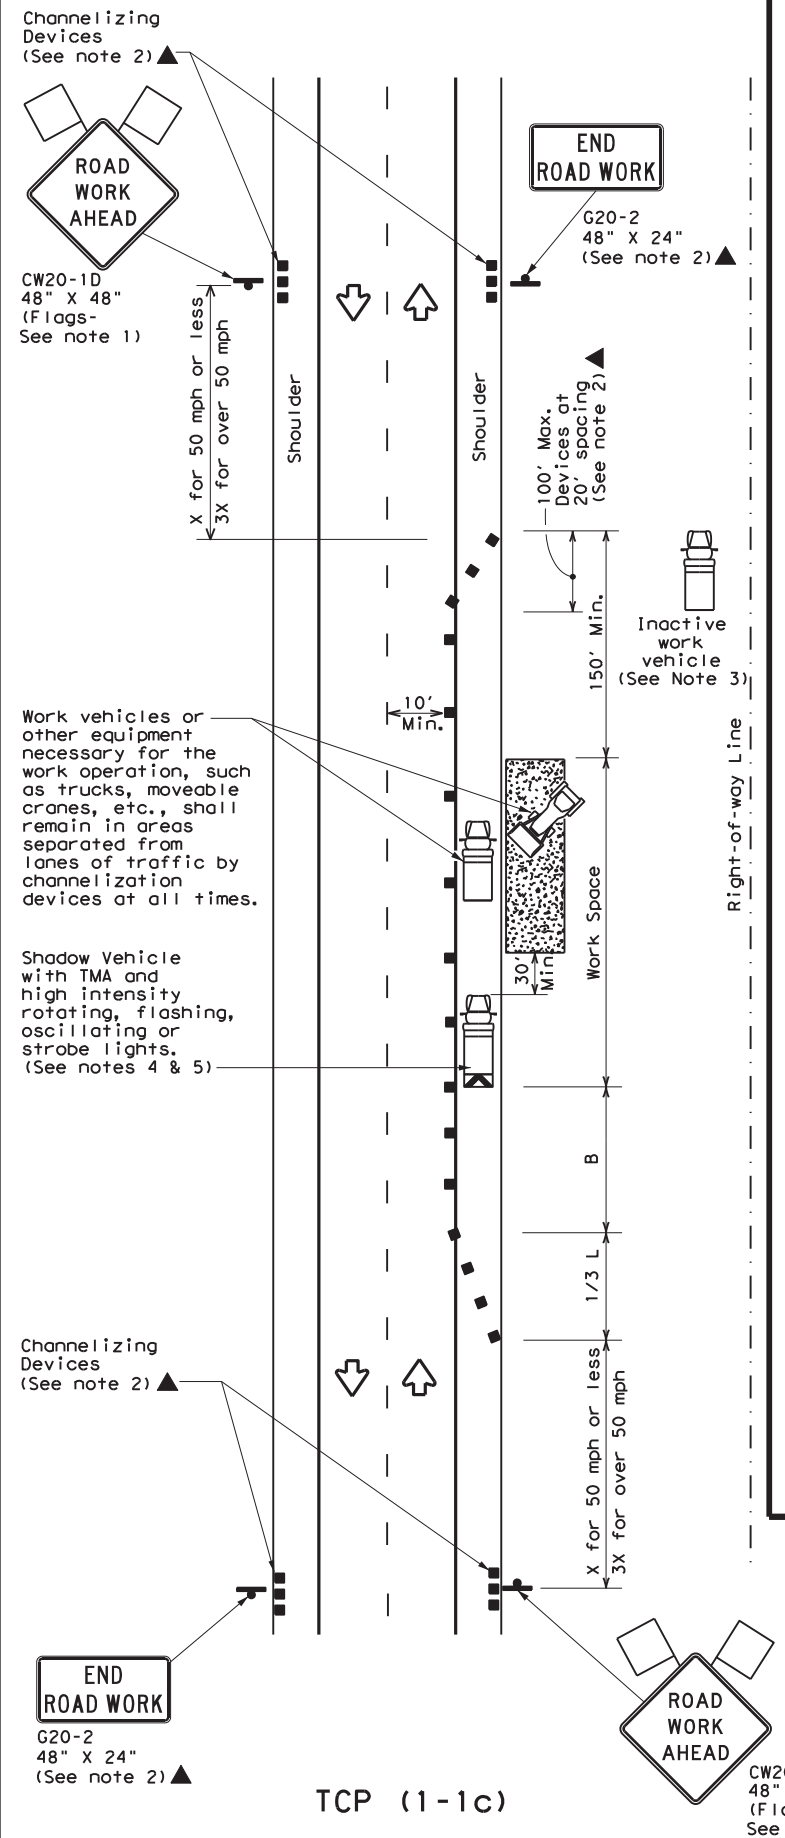 Channelizing
Devices
(See note 2)
ROAD
WORK
AHEAD
CW20-1D
48" X 48"
(Flags-
See note 1)
END
ROAD WORK
G20-2
48" X 24"
(See note 2)
X for 50 mph or less
3X for over 50 mph
Shoulder
Shoulder
100' Max.
Devices at
20' spacing
(See note 2)
150' Min.
Inactive
work
vehicle
(See Note 3)
10'
Min.
Work vehicles or
other equipment
necessary for the
work operation, such
as trucks, moveable
cranes, etc., shall
remain in areas
separated from
lanes of traffic by
channelization
devices at all times.
Right-of-way Line
Work Space
30'
Min.
Shadow Vehicle
with TMA and
high intensity
rotating, flashing,
oscillating or
strobe lights.
(See notes 4 & 5)
B
1/3 L
Channelizing
Devices
(See note 2)
X for 50 mph or less
3X for over 50 mph
END
ROAD WORK
G20-2
48" X 24"
(See note 2)
ROAD
WORK
AHEAD
48"
See
TCP (1-1c)